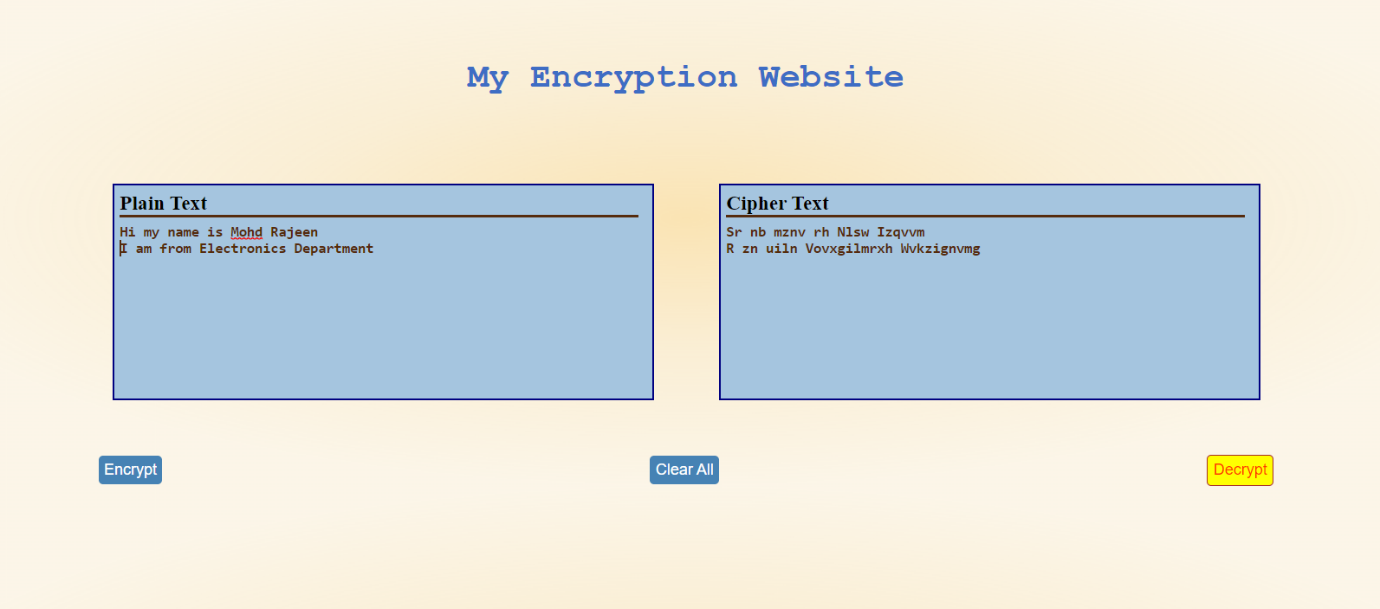 My Encryption Website
Plain Text
Hi my name is Mohd Rajeen
I am from Electronics Department
Cipher Text
Sr nb mznv rh Nlsw Izqvvm
R zn uiln Vovxgilmrxh Wvkzignvmg
Encrypt
Clear All
Decrypt